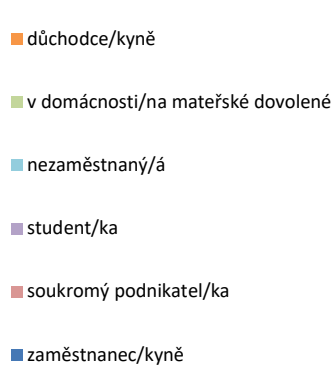 důchodce/kyně
v domácnosti/na mateřské dovolené
nezaměstnaný/á
student/ka
soukromý podnikatel/ka
zaměstnanec/kyně